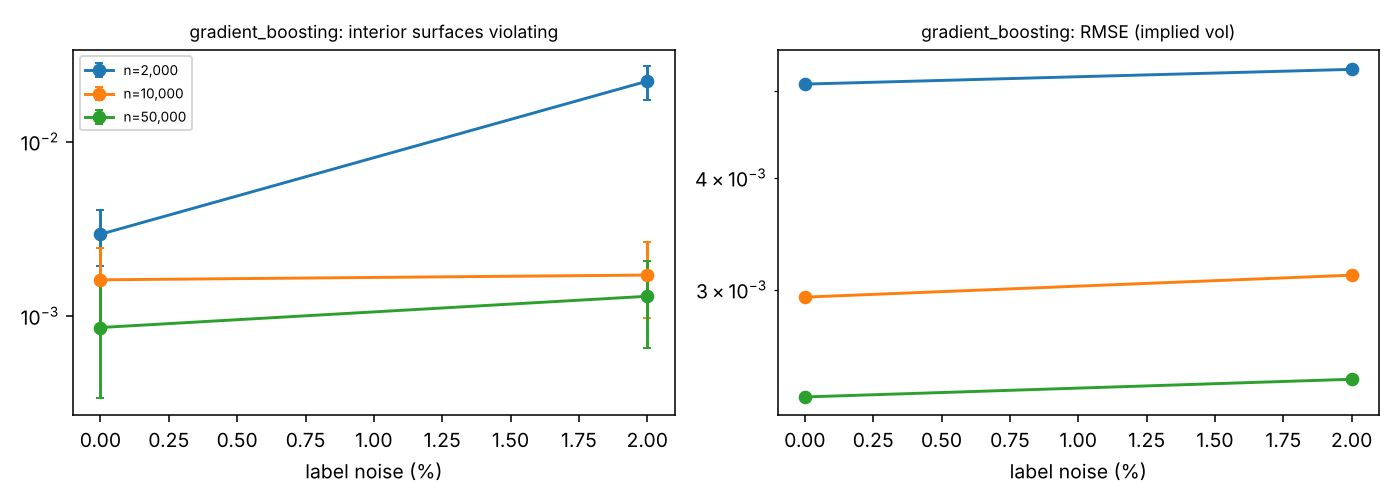 gradient_boosting: interior surfaces violating
n=2,000
n=10,000
n=50,000
10⁻²
10⁻³
0.00 0.25 0.50 0.75 1.00 1.25 1.50 1.75 2.00
label noise (%)
gradient_boosting: RMSE (implied vol)
4 × 10⁻³
3 × 10⁻³
0.00 0.25 0.50 0.75 1.00 1.25 1.50 1.75 2.00
label noise (%)